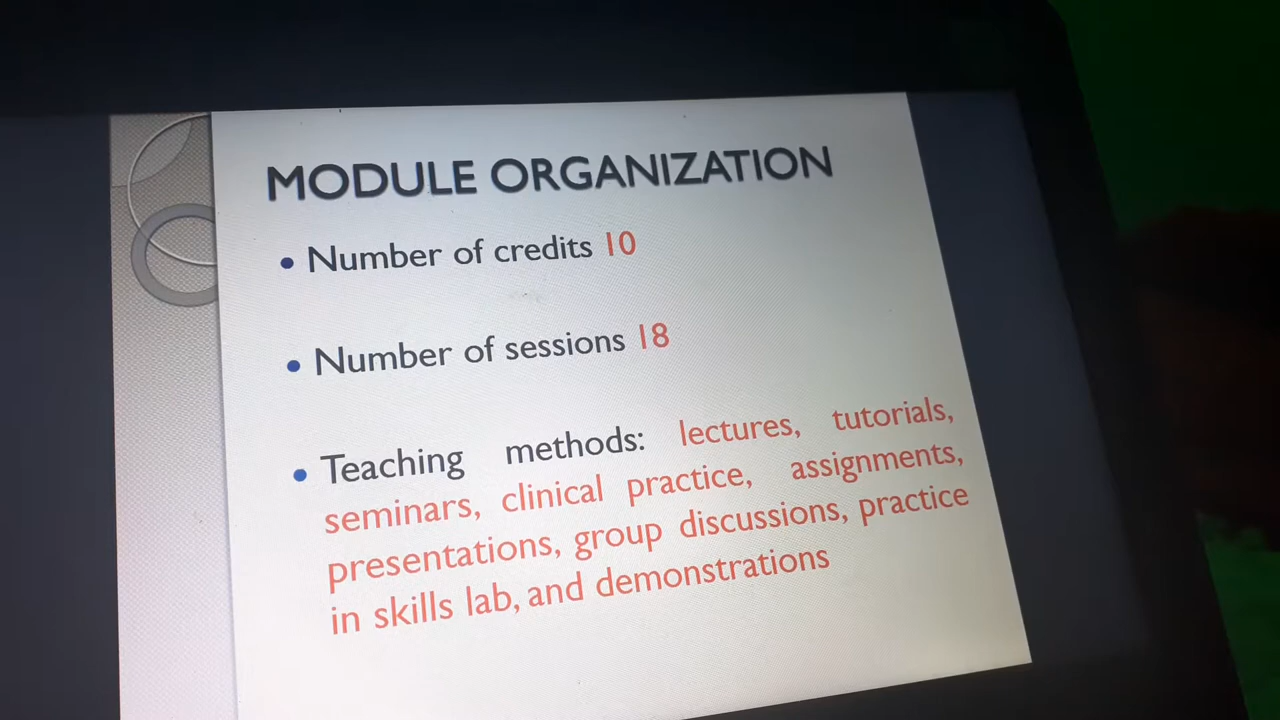 MODULE ORGANIZATION
• Number of credits 10
• Number of sessions 18
• Teaching methods: lectures, tutorials,
seminars, clinical practice, assignments,
presentations, group discussions, practice
in skills lab, and demonstrations